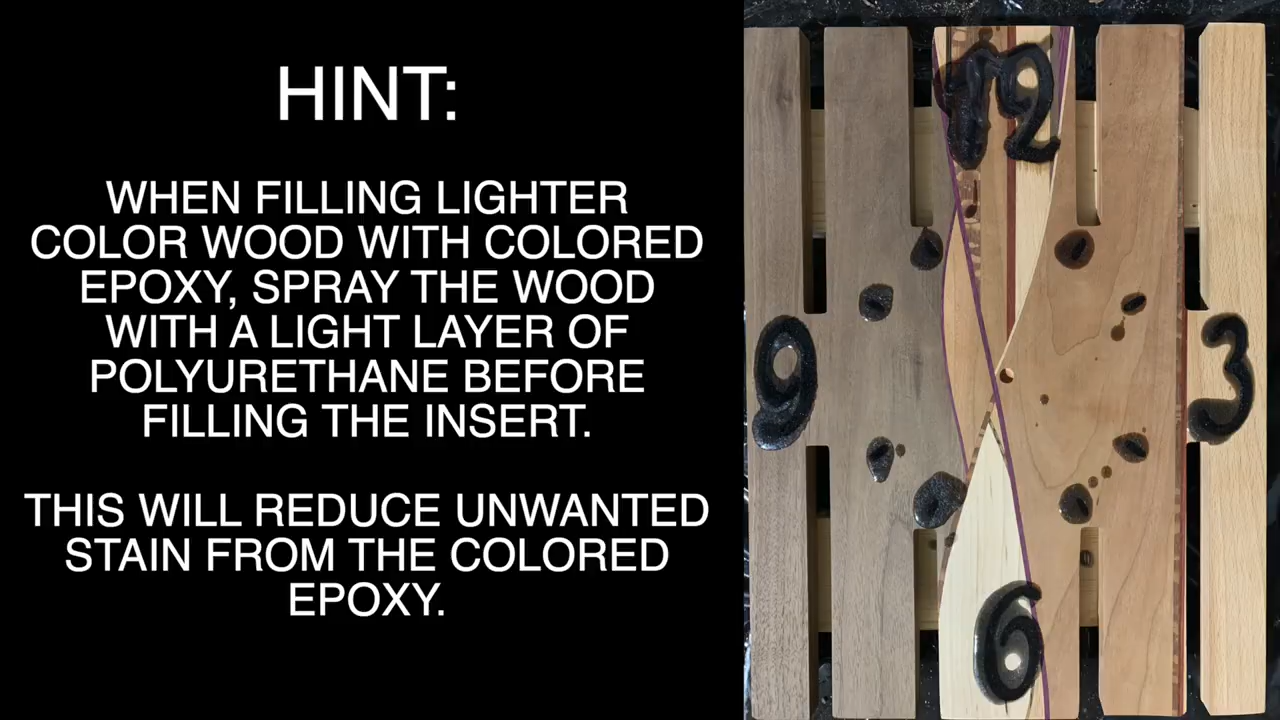 HINT:
WHEN FILLING LIGHTER
COLOR WOOD WITH COLORED
EPOXY, SPRAY THE WOOD
WITH A LIGHT LAYER OF
POLYURETHANE BEFORE
FILLING THE INSERT.
THIS WILL REDUCE UNWANTED
STAIN FROM THE COLORED
EPOXY.
12
9
3
6